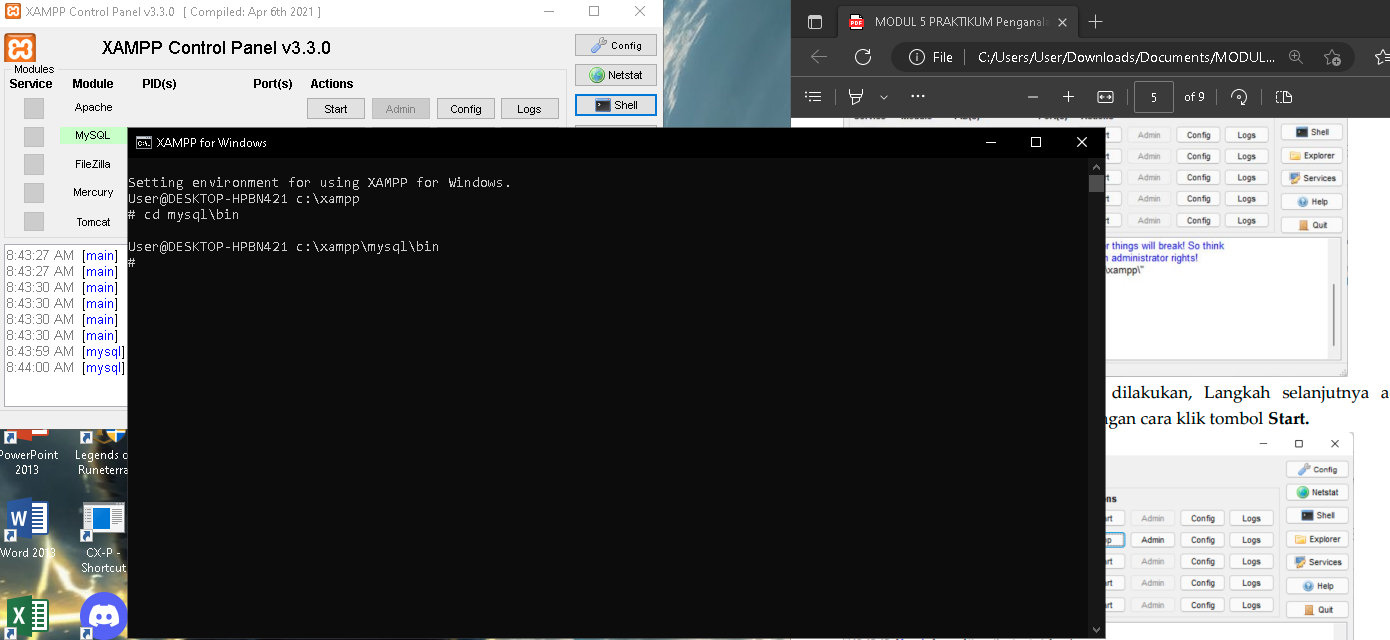 XAMPP Control Panel v3.3.0 [ Compiled: Apr 6th 2021 ]
XAMPP Control Panel v3.3.0
Config
Netstat
Shell
Modules
Service Module PID(s) Port(s) Actions
Apache Start Admin Config Logs
MySQL
FileZilla
Mercury
Tomcat
8:43:27 AM [main]
8:43:27 AM [main]
8:43:30 AM [main]
8:43:30 AM [main]
8:43:30 AM [main]
8:43:30 AM [main]
8:43:59 AM [mysql]
8:44:00 AM [mysql]
XAMPP for Windows
Setting environment for using XAMPP for Windows.
User@DESKTOP-HPBN421 c:\xampp
# cd mysql\bin
User@DESKTOP-HPBN421 c:\xampp\mysql\bin
#
PowerPoint
2013
Legends o
Runeterra
Word 2013
CX-P -
Shortcut
MODUL 5 PRAKTIKUM Penganal
File C:/Users/User/Downloads/Documents/MODUL...
5 of 9
Admin Config Logs Shell
Admin Config Logs Explorer
Admin Config Logs Services
Admin Config Logs Help
Admin Config Logs Quit
r things will break! So think
administrator rights!
xampp\"
dilakukan, Langkah selanjutnya a
ngan cara klik tombol Start.
Config
ns Netstat
rt Admin Config Logs Shell
p Admin Config Logs Explorer
rt Admin Config Logs Services
rt Admin Config Logs Help
rt Admin Config Logs Quit